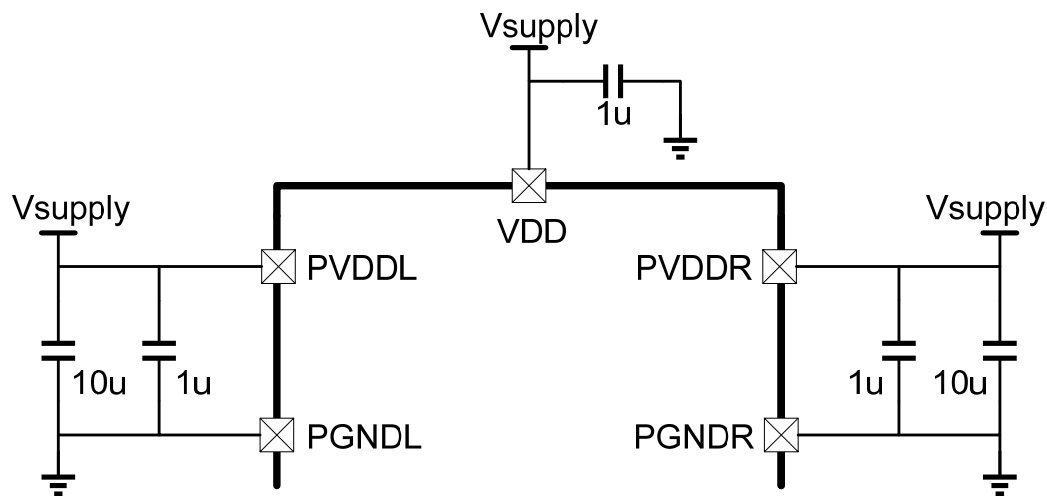 Vsupply
1u
Vsupply
Vsupply
VDD
PVDDL
PVDDR
10u
1u
1u
10u
PGNDL
PGNDR